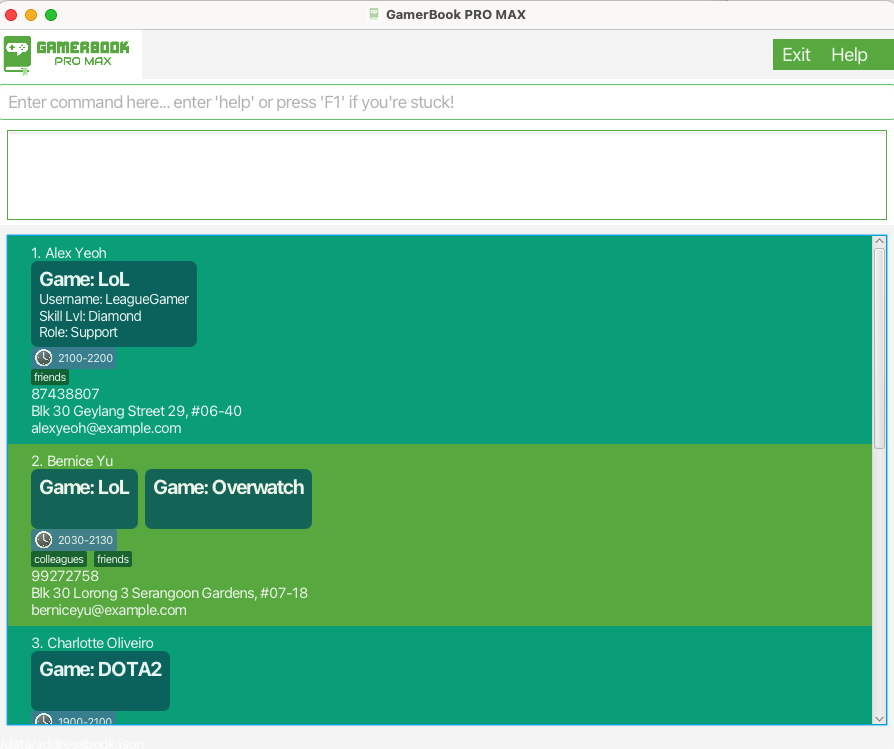 GamerBook PRO MAX
GAMERBOOK
PRO MAX
Exit Help
Enter command here... enter 'help' or press 'F1' if you're stuck!
1. Alex Yeoh
Game: LoL
Username: LeagueGamer
Skill Lvl: Diamond
Role: Support
2100-2200
friends
87438807
Blk 30 Geylang Street 29, #06-40
alexyeoh@example.com
2. Bernice Yu
Game: LoL Game: Overwatch
2030-2130
colleagues friends
99272758
Blk 30 Lorong 3 Serangoon Gardens, #07-18
berniceyu@example.com
3. Charlotte Oliveiro
Game: DOTA2
1900-2100
/data/addressbook.json